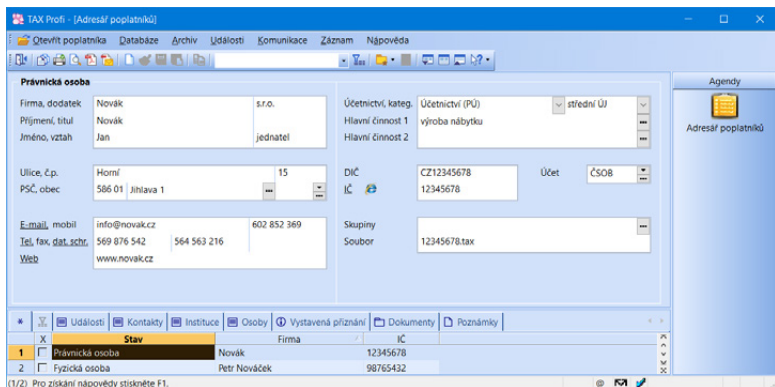 TAX Profi - [Adresář poplatníků]
Otevřít poplatníka Databáze Archiv Události Komunikace Záznam Nápověda
Právnická osoba
Firma, dodatek Novák s.r.o. Účetnictví, kateg. Účetnictví (PÚ) střední ÚJ
Příjmení, titul Novák Hlavní činnost 1 výroba nábytku
Jméno, vztah Jan jednatel Hlavní činnost 2
Ulice, č.p. Horní 15 DIČ CZ12345678 Účet ČSOB
PSČ, obec 586 01 Jihlava 1 IČ 12345678
E-mail, mobil info@novak.cz 602 852 369 Skupiny
Tel, fax, dat. schr. 569 876 542 564 563 216 Soubor 12345678.tax
Web www.novak.cz
Agendy
Adresář poplatníků
* Události Kontakty Instituce Osoby Vystavená přiznání Dokumenty Poznámky
X Stav Firma IČ
1 Právnická osoba Novák 12345678
2 Fyzická osoba Petr Nováček 98765432
(1/2) Pro získání nápovědy stiskněte F1. @